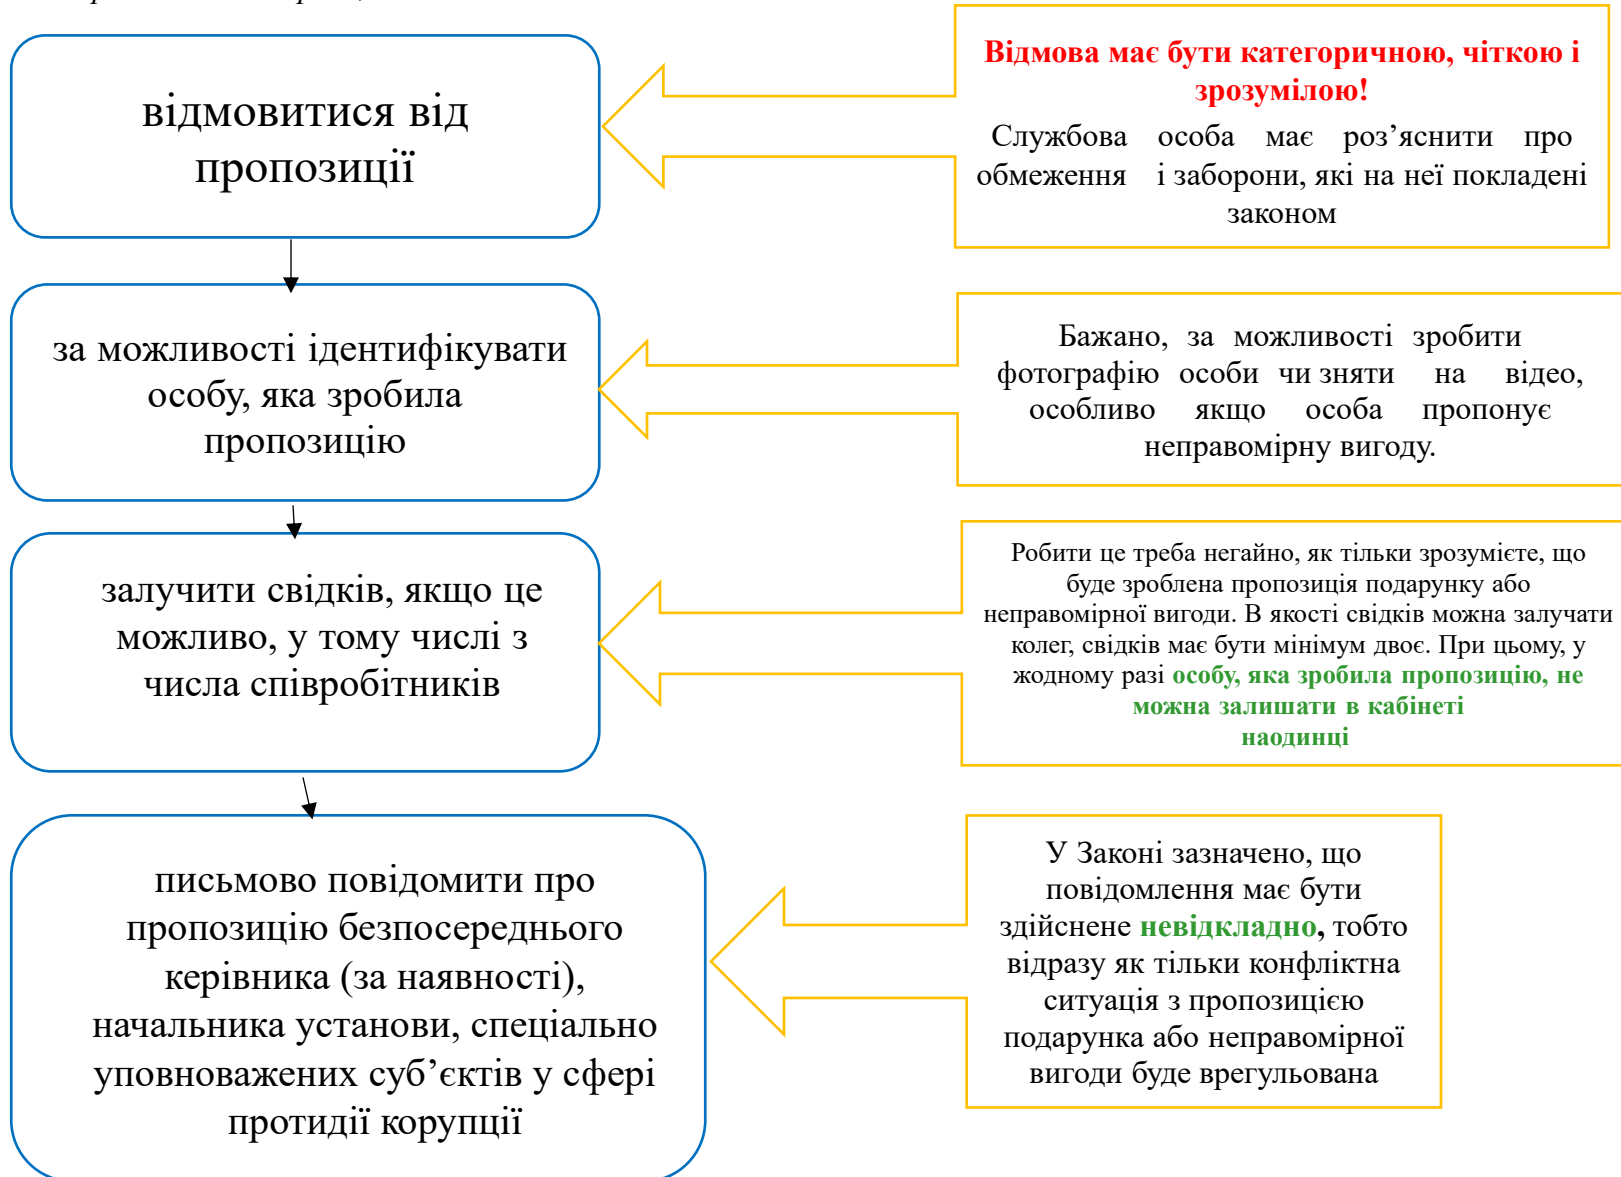 відмовитися від
пропозиції
Відмова має бути категоричною, чіткою і
зрозумілою!
Службова особа має роз’яснити про
обмеження і заборони, які на неї покладені
законом
за можливості ідентифікувати
особу, яка зробила
пропозицію
Бажано, за можливості зробити
фотографію особи чи зняти на відео,
особливо якщо особа пропонує
неправомірну вигоду.
залучити свідків, якщо це
можливо, у тому числі з
числа співробітників
Робити це треба негайно, як тільки зрозумієте, що
буде зроблена пропозиція подарунку або
неправомірної вигоди. В якості свідків можна залучати
колег, свідків має бути мінімум двоє. При цьому, у
жодному разі особу, яка зробила пропозицію, не
можна залишати в кабінеті
наодинці
письмово повідомити про
пропозицію безпосереднього
керівника (за наявності),
начальника установи, спеціально
уповноважених суб’єктів у сфері
протидії корупції
У Законі зазначено, що
повідомлення має бути
здійснене невідкладно, тобто
відразу як тільки конфліктна
ситуація з пропозицією
подарунка або неправомірної
вигоди буде врегульована